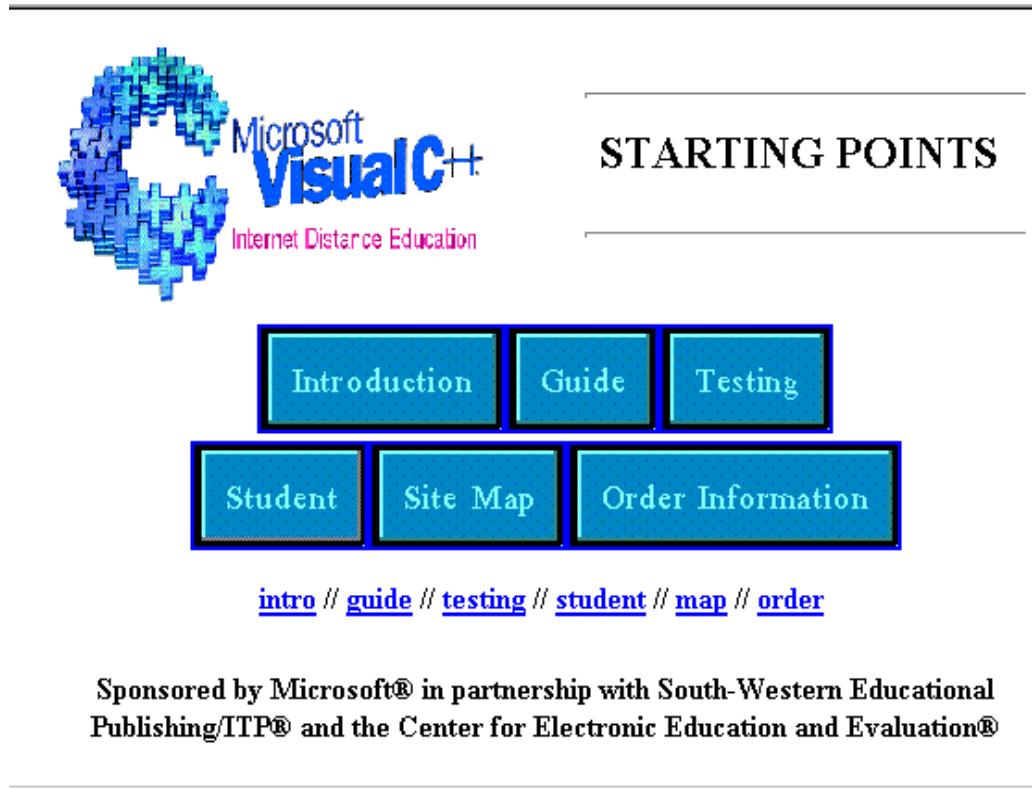 Microsoft
Visual C++
Internet Distance Education
STARTING POINTS
Introduction Guide Testing
Student Site Map Order Information
intro // guide // testing // student // map // order
Sponsored by Microsoft® in partnership with South-Western Educational
Publishing/ITP® and the Center for Electronic Education and Evaluation®